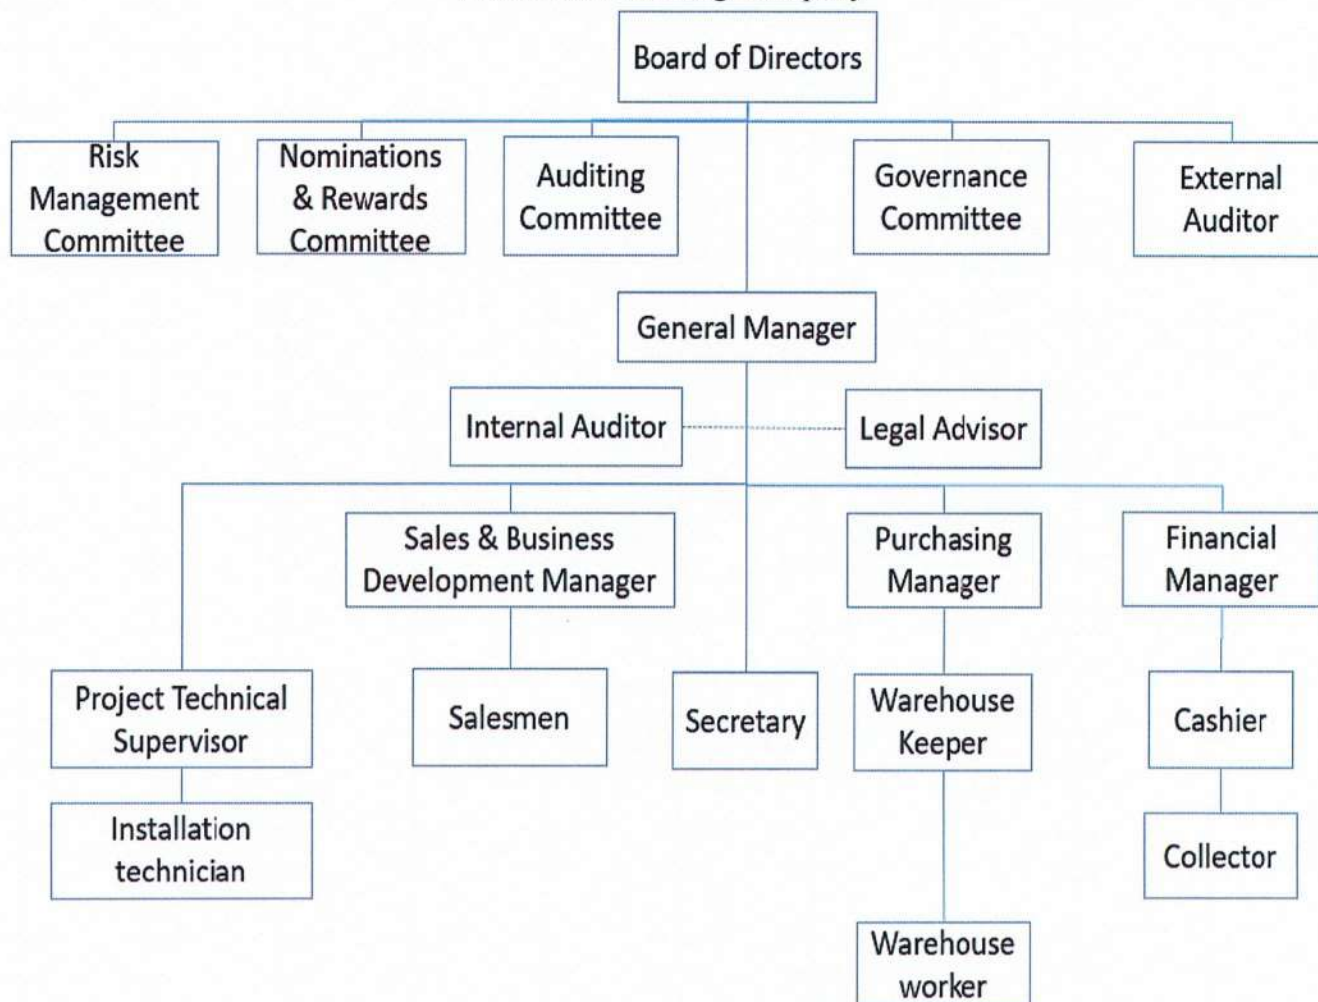 Board of Directors
Risk
Management
Committee
Nominations
& Rewards
Committee
Auditing
Committee
Governance
Committee
External
Auditor
General Manager
Internal Auditor
Legal Advisor
Sales & Business
Development Manager
Purchasing
Manager
Financial
Manager
Project Technical
Supervisor
Salesmen
Secretary
Warehouse
Keeper
Cashier
Installation
technician
Collector
Warehouse
worker